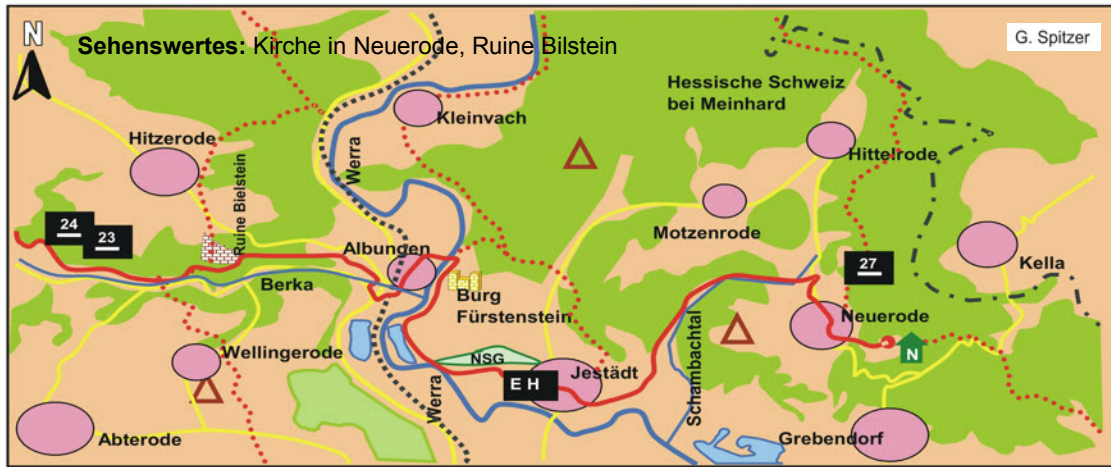 N
Sehenswertes: Kirche in Neuerode, Ruine Bilstein
G. Spitzer
Hessische Schweiz
bei Meinhard
Kleinvach
Hitzerode
Werra
Hittelrode
Ruine Bielstein
24
23
Motzenrode
Albungen
27
Kella
Berka
Burg
Fürstenstein
Neuerode
N
Wellingerode
NSG
Jestädt
E H
Werra
Schambachtal
Abterode
Grebendorf